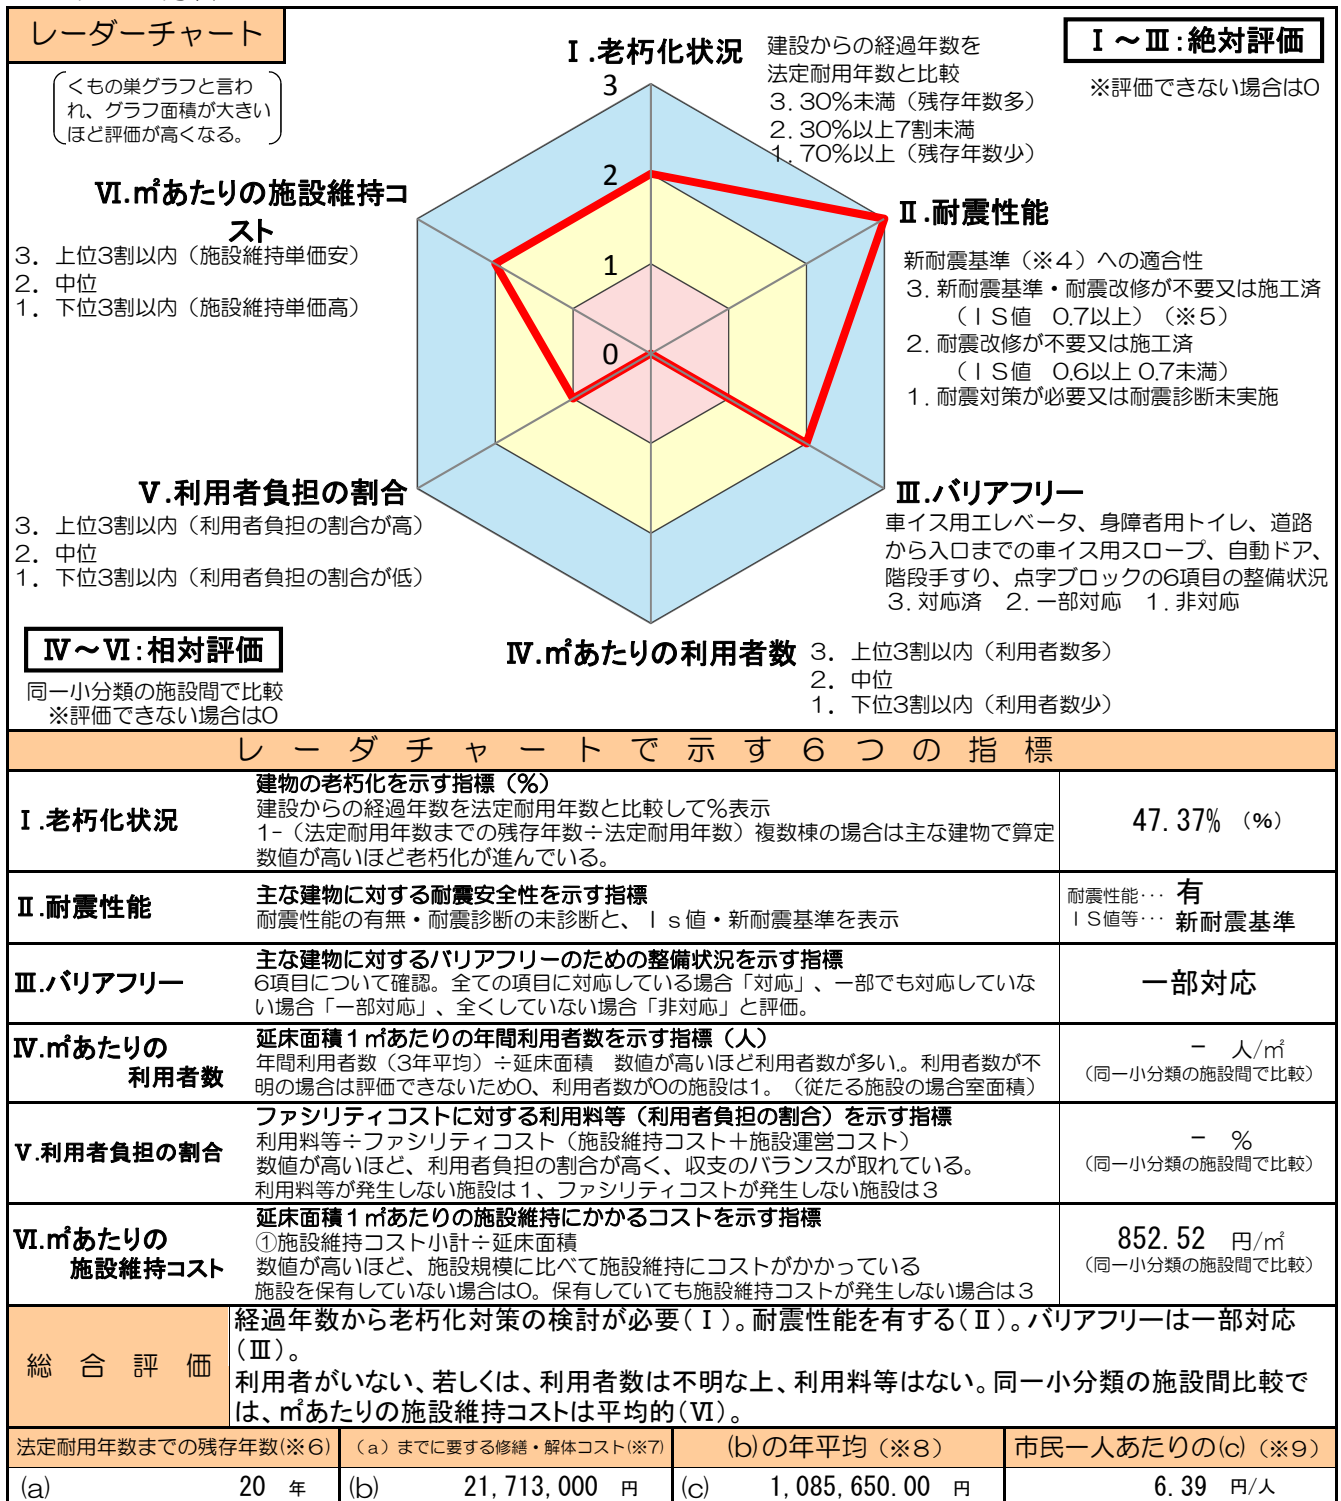 レーダーチャート
くもの巣グラフと言わ
れ、グラフ面積が大きい
ほど評価が高くなる。
Ⅰ.老朽化状況
建設からの経過年数を
法定耐用年数と比較
3. 30%未満（残存年数多）
2. 30%以上7割未満
1. 70%以上（残存年数少）
Ⅰ～Ⅲ:絶対評価
※評価できない場合は0
3
2
1
0
Ⅵ.㎡あたりの施設維持コ
スト
3. 上位3割以内（施設維持単価安）
2. 中位
1. 下位3割以内（施設維持単価高）
Ⅱ.耐震性能
新耐震基準（※4）への適合性
3. 新耐震基準・耐震改修が不要又は施工済
（ＩＳ値 0.7以上）（※5）
2. 耐震改修が不要又は施工済
（ＩＳ値 0.6以上 0.7未満）
1. 耐震対策が必要又は耐震診断未実施
Ⅴ.利用者負担の割合
3. 上位3割以内（利用者負担の割合が高）
2. 中位
1. 下位3割以内（利用者負担の割合が低）
Ⅲ.バリアフリー
車イス用エレベータ、身障者用トイレ、道路
から入口までの車イス用スロープ、自動ドア、
階段手すり、点字ブロックの6項目の整備状況
3. 対応済 2. 一部対応 1. 非対応
Ⅳ～Ⅵ:相対評価
同一小分類の施設間で比較
※評価できない場合は0
Ⅳ.㎡あたりの利用者数
3. 上位3割以内（利用者数多）
2. 中位
1. 下位3割以内（利用者数少）
レーダチャートで示す6つの指標
Ⅰ.老朽化状況
建物の老朽化を示す指標（%）
建設からの経過年数を法定耐用年数と比較して%表示
1-（法定耐用年数までの残存年数÷法定耐用年数）複数棟の場合は主な建物で算定
数値が高いほど老朽化が進んでいる。
47.37% （%）
Ⅱ.耐震性能
主な建物に対する耐震安全性を示す指標
耐震性能の有無・耐震診断の未診断と、Ｉｓ値・新耐震基準を表示
耐震性能… 有
ＩＳ値等… 新耐震基準
Ⅲ.バリアフリー
主な建物に対するバリアフリーのための整備状況を示す指標
6項目について確認。全ての項目に対応している場合「対応」、一部でも対応していな
い場合「一部対応」、全くしていない場合「非対応」と評価。
一部対応
Ⅳ.㎡あたりの
利用者数
延床面積１㎡あたりの年間利用者数を示す指標（人）
年間利用者数（3年平均）÷延床面積 数値が高いほど利用者数が多い。利用者数が不
明の場合は評価できないため0、利用者数が0の施設は1。（従たる施設の場合室面積）
－ 人/㎡
（同一小分類の施設間で比較）
Ⅴ.利用者負担の割合
ファシリティコストに対する利用料等（利用者負担の割合）を示す指標
利用料等÷ファシリティコスト（施設維持コスト＋施設運営コスト）
数値が高いほど、利用者負担の割合が高く、収支のバランスが取れている。
利用料等が発生しない施設は１、ファシリティコストが発生しない施設は３
－ %
（同一小分類の施設間で比較）
Ⅵ.㎡あたりの
施設維持コスト
延床面積１㎡あたりの施設維持にかかるコストを示す指標
①施設維持コスト小計÷延床面積
数値が高いほど、施設規模に比べて施設維持にコストがかかっている
施設を保有していない場合は0。保有していても施設維持コストが発生しない場合は３
852.52 円/㎡
（同一小分類の施設間で比較）
総合評価
経過年数から老朽化対策の検討が必要(Ⅰ)。耐震性能を有する(Ⅱ)。バリアフリーは一部対応
(Ⅲ)。
利用者がいない、若しくは、利用者数は不明な上、利用料等はない。同一小分類の施設間比較で
は、㎡あたりの施設維持コストは平均的(Ⅵ)。
法定耐用年数までの残存年数(※6)
（a）までに要する修繕・解体コスト(※7)
(b)の年平均（※8）
市民一人あたりの(c)（※9）
(a) 20 年
(b) 21,713,000 円
(c) 1,085,650.00 円
6.39 円/人